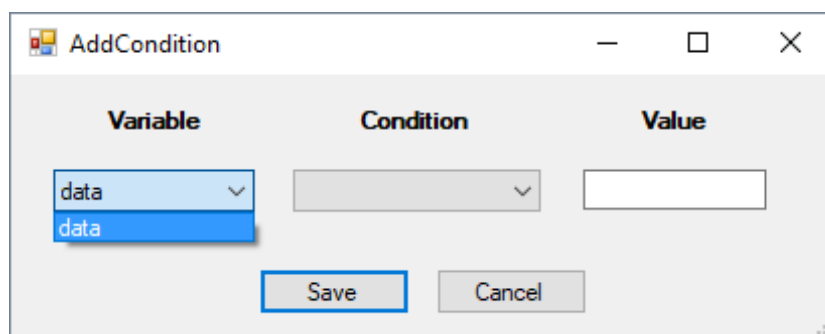 AddCondition
Variable Condition Value
data
data
Save Cancel